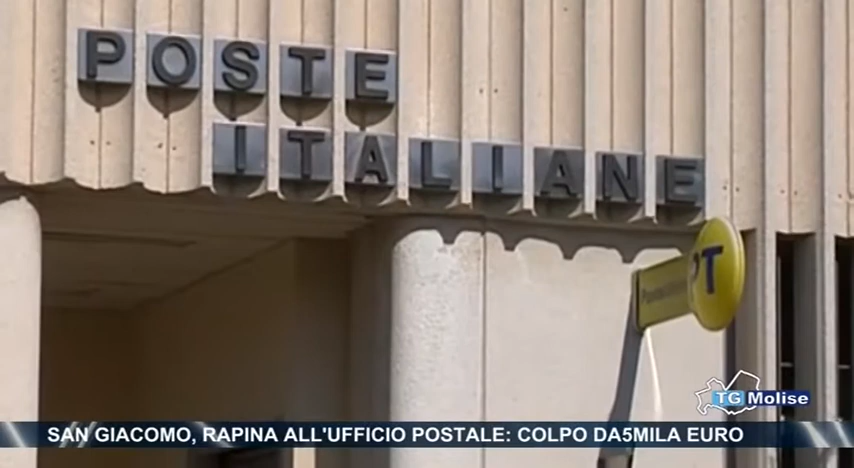 POSTE
ITALIANE
PT
TG Molise
SAN GIACOMO, RAPINA ALL'UFFICIO POSTALE: COLPO DA5MILA EURO